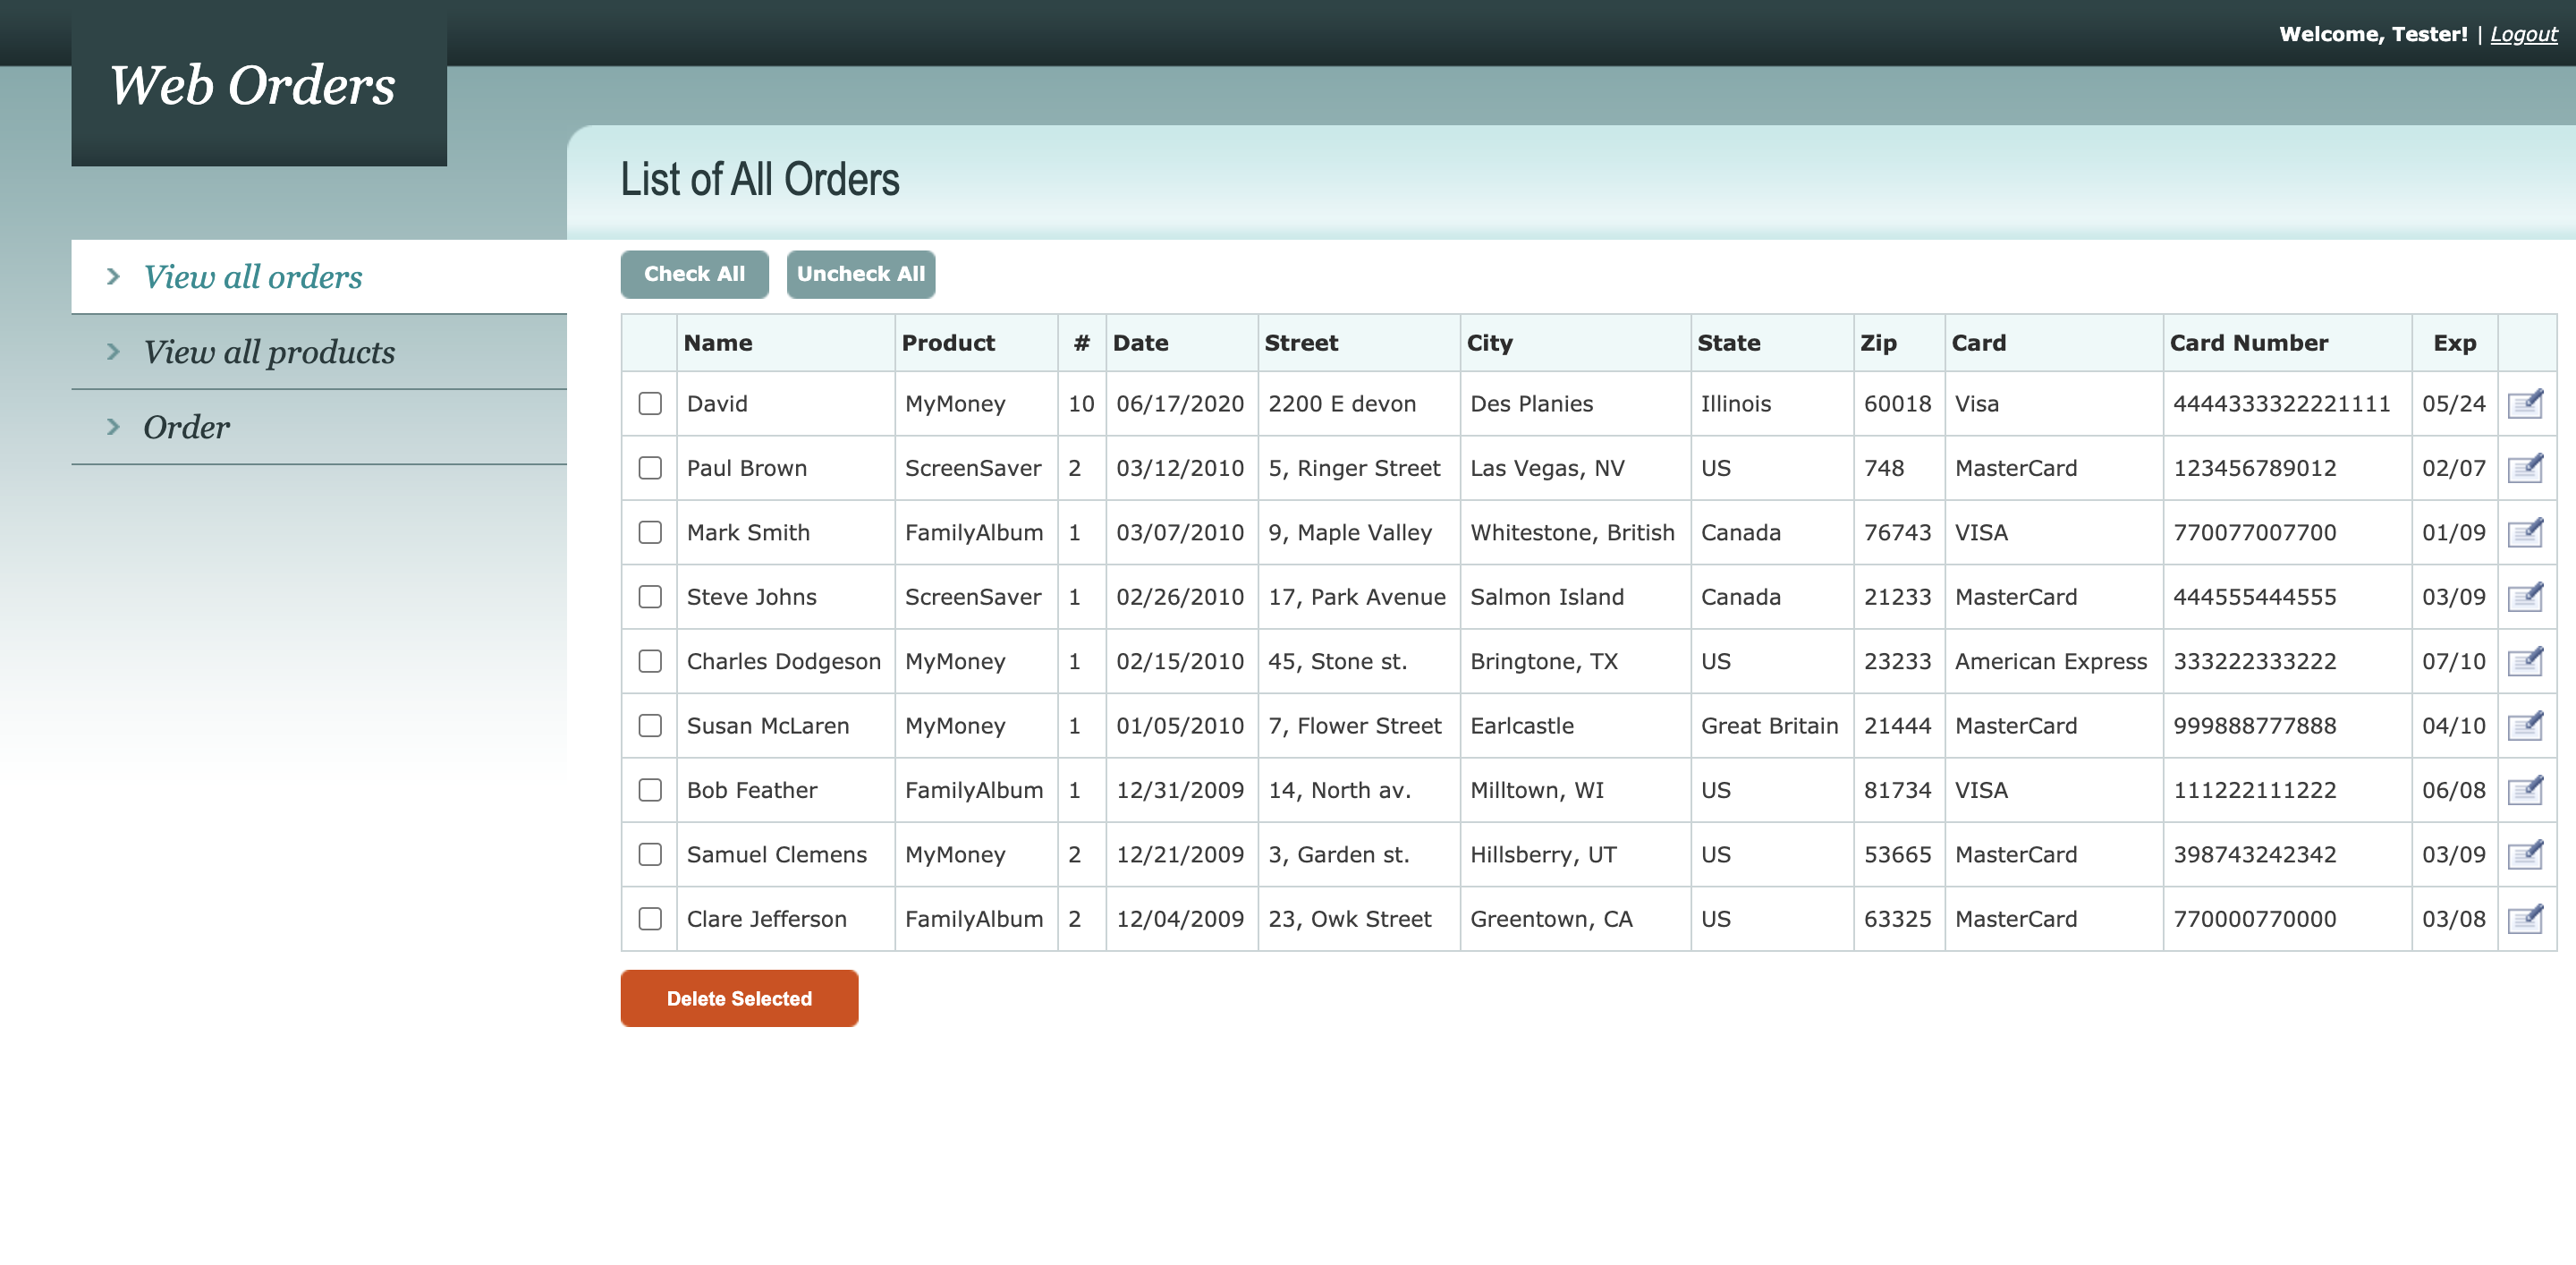 Welcome, Tester! | Logout
Web Orders
List of All Orders
View all orders
View all products
Order
Check All Uncheck All
Name Product # Date Street City State Zip Card Card Number Exp
David MyMoney 10 06/17/2020 2200 E devon Des Planies Illinois 60018 Visa 4444333322221111 05/24
Paul Brown ScreenSaver 2 03/12/2010 5, Ringer Street Las Vegas, NV US 748 MasterCard 123456789012 02/07
Mark Smith FamilyAlbum 1 03/07/2010 9, Maple Valley Whitestone, British Canada 76743 VISA 770077007700 01/09
Steve Johns ScreenSaver 1 02/26/2010 17, Park Avenue Salmon Island Canada 21233 MasterCard 444555444555 03/09
Charles Dodgeson MyMoney 1 02/15/2010 45, Stone st. Bringtone, TX US 23233 American Express 333222333222 07/10
Susan McLaren MyMoney 1 01/05/2010 7, Flower Street Earlcastle Great Britain 21444 MasterCard 999888777888 04/10
Bob Feather FamilyAlbum 1 12/31/2009 14, North av. Milltown, WI US 81734 VISA 111222111222 06/08
Samuel Clemens MyMoney 2 12/21/2009 3, Garden st. Hillsberry, UT US 53665 MasterCard 398743242342 03/09
Clare Jefferson FamilyAlbum 2 12/04/2009 23, Owk Street Greentown, CA US 63325 MasterCard 770000770000 03/08
Delete Selected